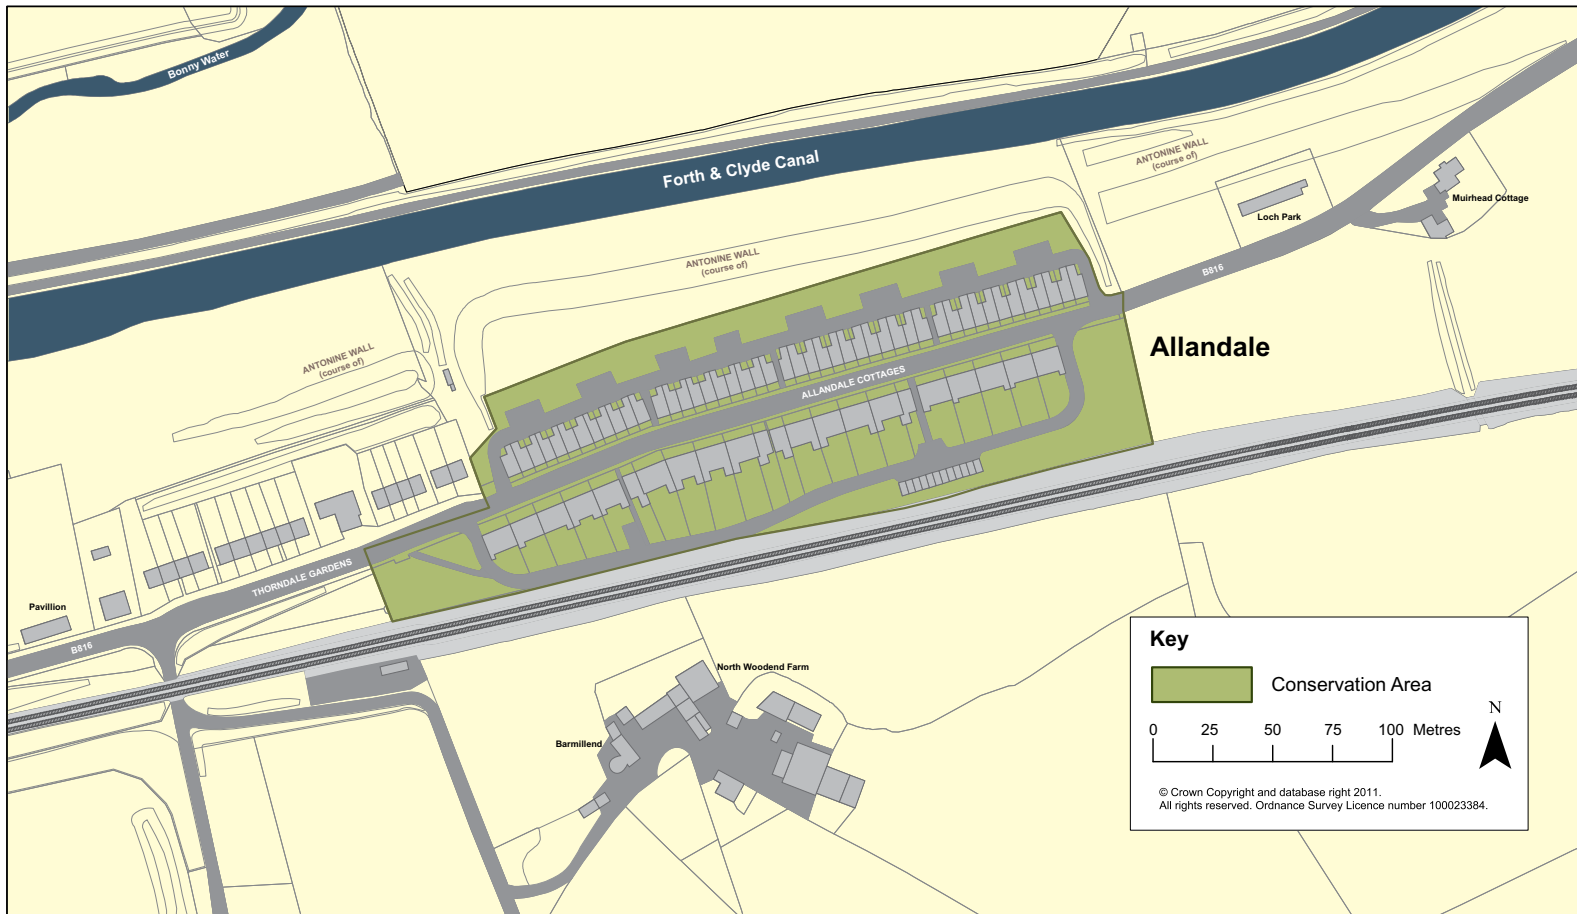 Bonny Water
Forth & Clyde Canal
ANTONINE WALL
(course of)
Muirhead Cottage
Loch Park
ANTONINE WALL
(course of)
B816
ANTONINE WALL
(course of)
Allandale
ALLANDALE COTTAGES
THORNDALE GARDENS
Pavillion
B816
North Woodend Farm
Barmillend
Key
Conservation Area
N
0 25 50 75 100 Metres
© Crown Copyright and database right 2011.
All rights reserved. Ordnance Survey Licence number 100023384.